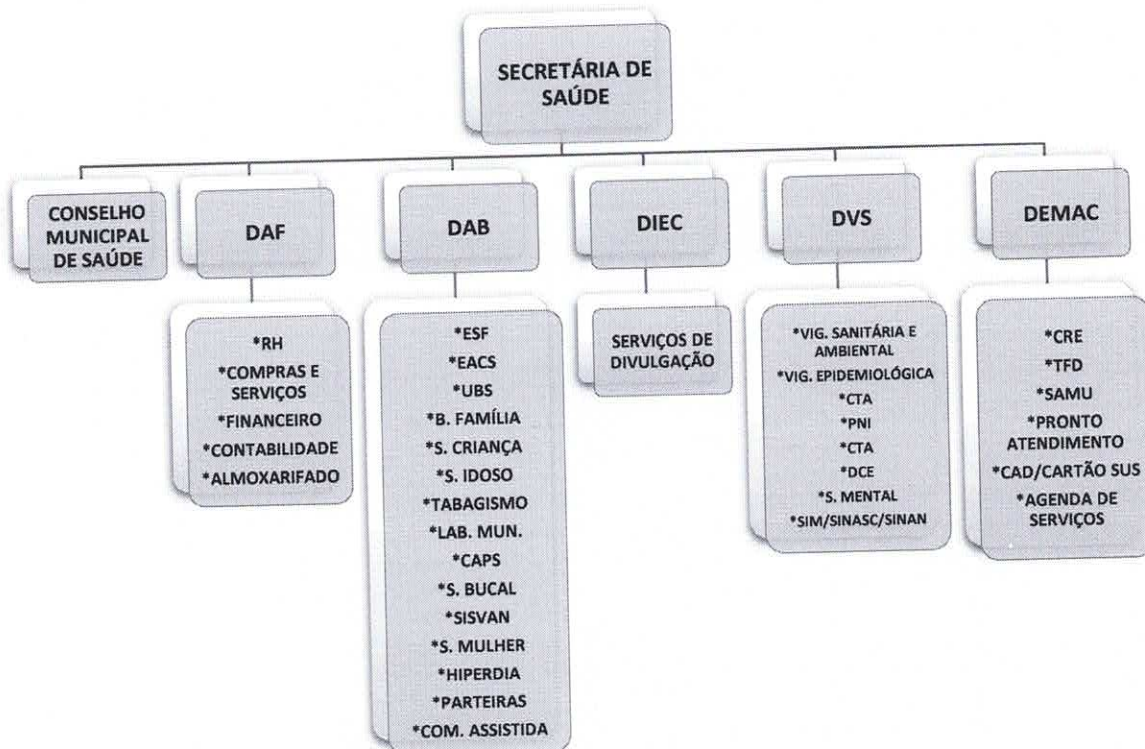 SECRETÁRIA DE
SAÚDE
CONSELHO
MUNICIPAL
DE SAÚDE
DAF
DAB
DIEC
DVS
DEMAC
*RH
*COMPRAS E
SERVIÇOS
*FINANCEIRO
*CONTABILIDADE
*ALMOXARIFADO
*ESF
*EACS
*UBS
*B. FAMÍLIA
*S. CRIANÇA
*S. IDOSO
*TABAGISMO
*LAB. MUN.
*CAPS
*S. BUCAL
*SISVAN
*S. MULHER
*HIPERDIA
*PARTEIRAS
*COM. ASSISTIDA
SERVIÇOS DE
DIVULGAÇÃO
*VIG. SANITÁRIA E
AMBIENTAL
*VIG. EPIDEMIOLÓGICA
*CTA
*PNI
*CTA
*DCE
*S. MENTAL
*SIM/SINASC/SINAN
*CRE
*TFD
*SAMU
*PRONTO
ATENDIMENTO
*CAD/CARTÃO SUS
*AGENDA DE
SERVIÇOS